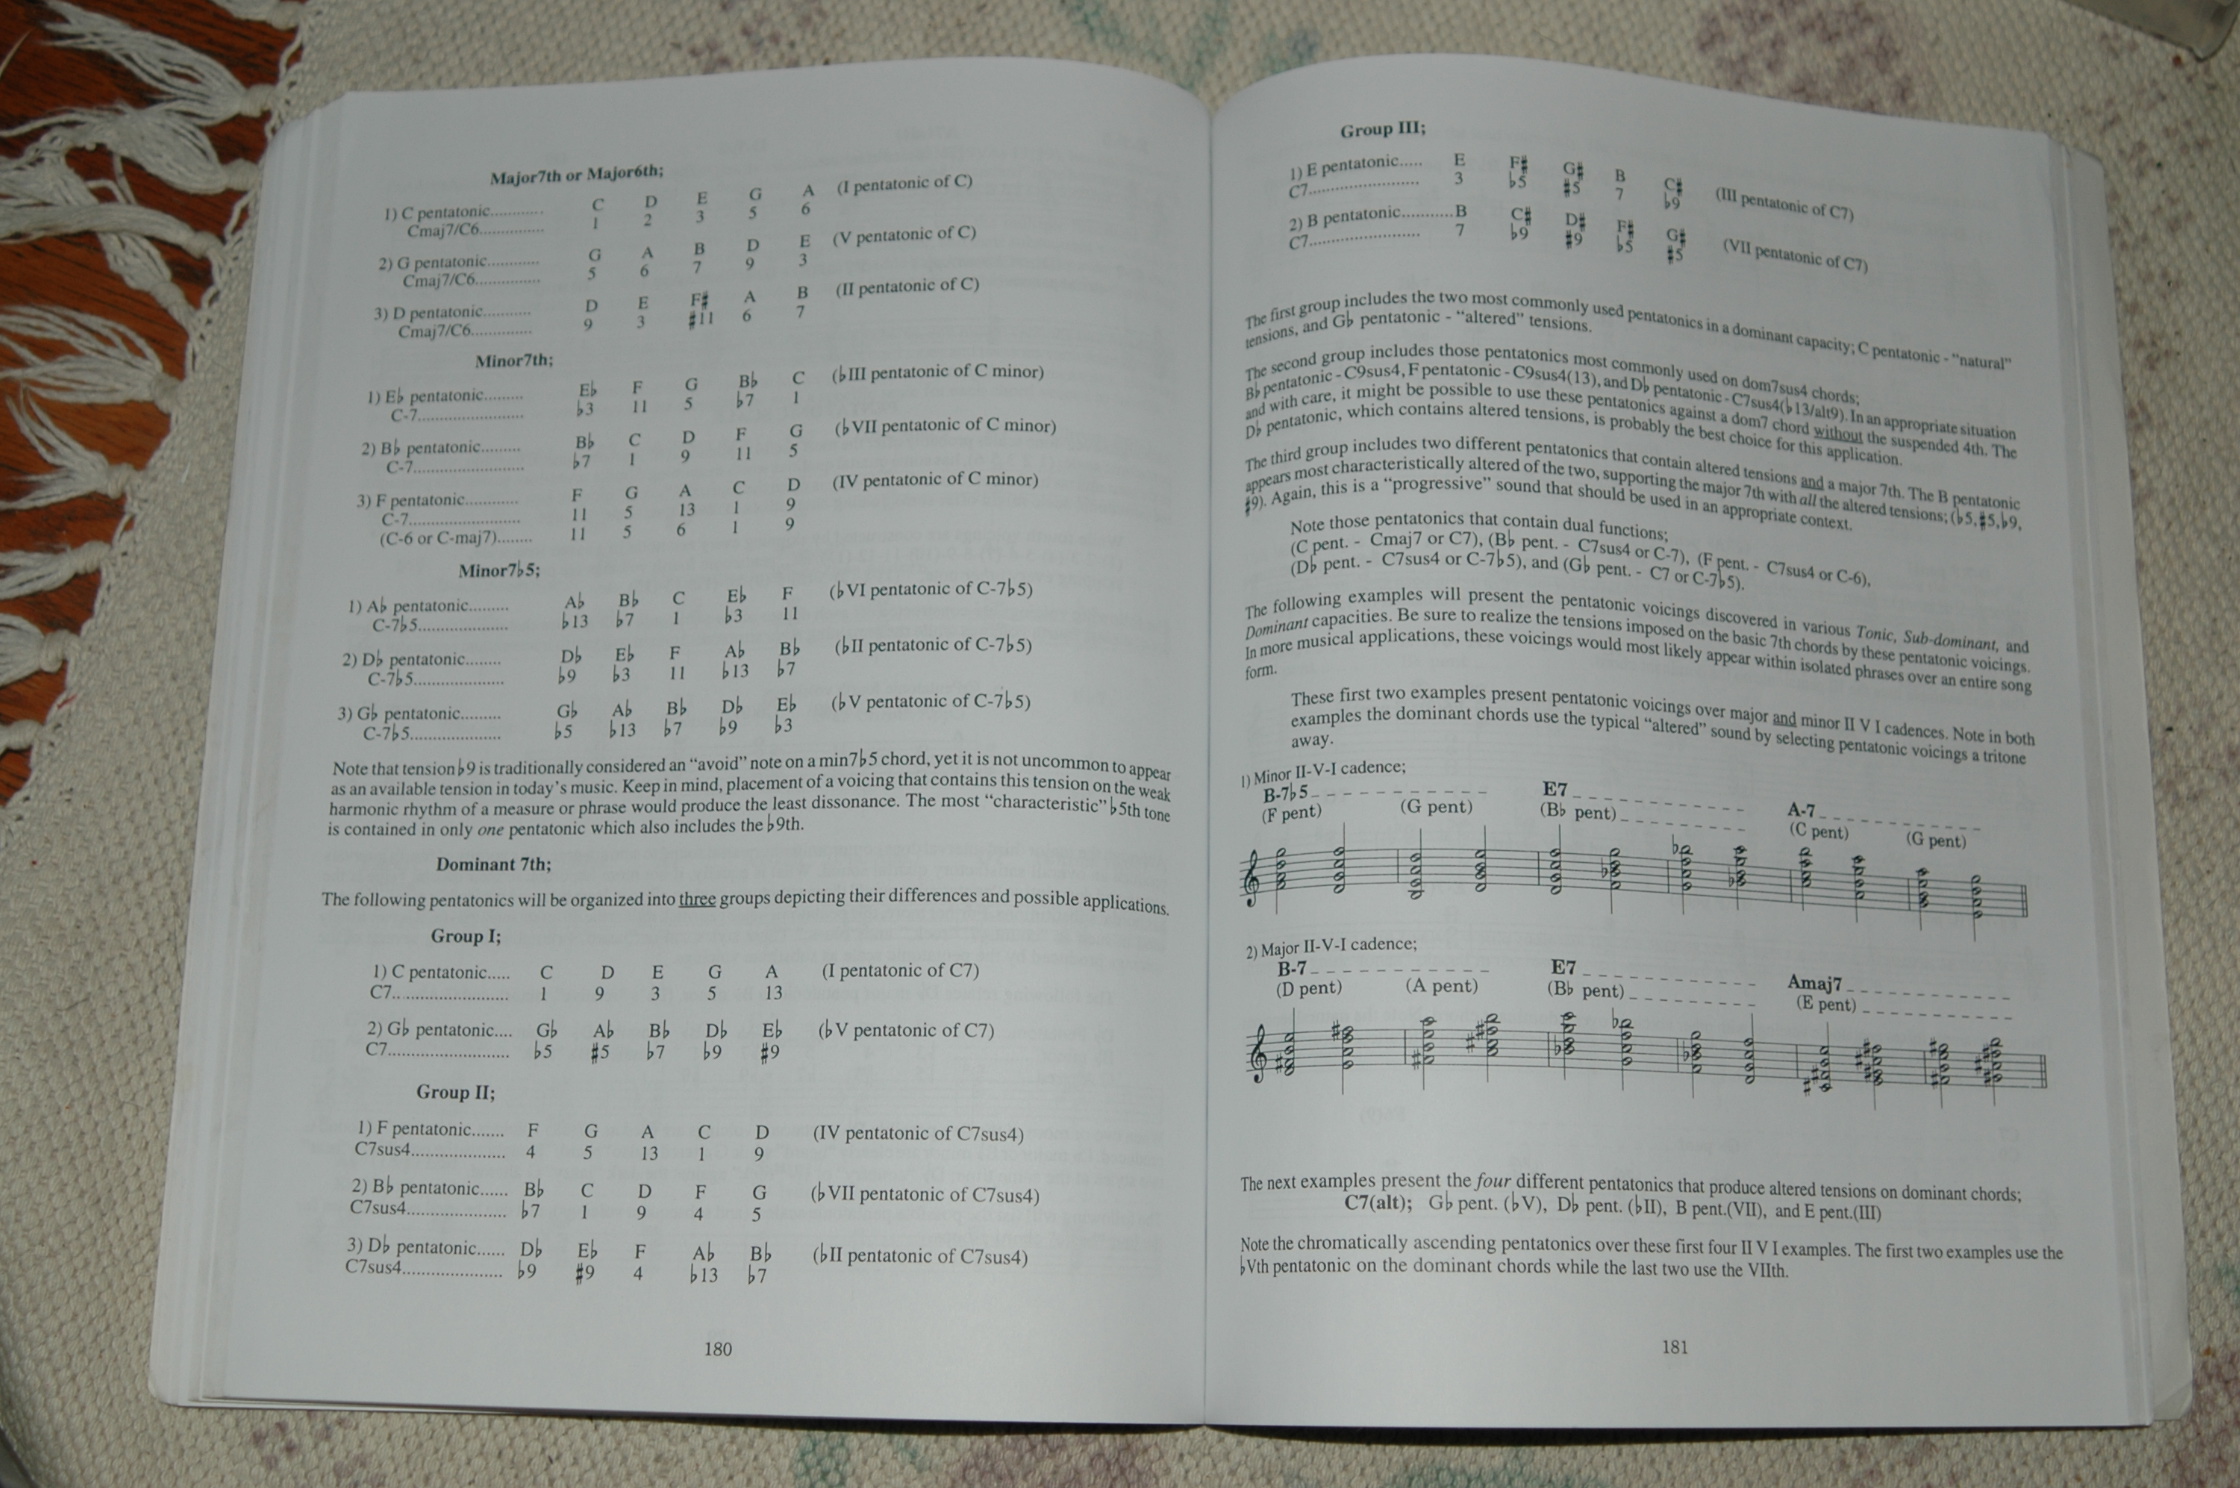 Major7th or Major6th;
1) C pentatonic............ C D E G A (I pentatonic of C)
Cmaj7/C6.............. 1 2 3 5 6
2) G pentatonic............ G A B D E (V pentatonic of C)
Cmaj7/C6.............. 5 6 7 9 3
3) D pentatonic........... D E F♯ A B (II pentatonic of C)
Cmaj7/C6............. 9 3 ♯11 6 7
Minor7th;
1) E♭ pentatonic......... E♭ F G B♭ C (♭III pentatonic of C minor)
C-7....................... ♭3 11 5 ♭7 1
2) B♭ pentatonic......... B♭ C D F G (♭VII pentatonic of C minor)
C-7........................ ♭7 1 9 11 5
3) F pentatonic............ F G A C D (IV pentatonic of C minor)
C-7........................ 11 5 13 1 9
(C-6 or C-maj7)........ 11 5 6 1 9
Minor7♭5;
1) A♭ pentatonic......... A♭ B♭ C E♭ F (♭VI pentatonic of C-7♭5)
C-7♭5.................... ♭13 ♭7 1 ♭3 11
2) D♭ pentatonic........ D♭ E♭ F A♭ B♭ (♭II pentatonic of C-7♭5)
C-7♭5.................... ♭9 ♭3 11 ♭13 ♭7
3) G♭ pentatonic......... G♭ A♭ B♭ D♭ E♭ (♭V pentatonic of C-7♭5)
C-7♭5.................... ♭5 ♭13 ♭7 ♭9 ♭3
Note that tension ♭9 is traditionally considered an “avoid” note on a min7♭5 chord, yet it is not uncommon to appear
as an available tension in today’s music. Keep in mind, placement of a voicing that contains this tension on the weak
harmonic rhythm of a measure or phrase would produce the least dissonance. The most “characteristic” ♭5th tone
is contained in only one pentatonic which also includes the ♭9th.
Dominant 7th;
The following pentatonics will be organized into three groups depicting their differences and possible applications.
Group I;
1) C pentatonic..... C D E G A (I pentatonic of C7)
C7.......................... 1 9 3 5 13
2) G♭ pentatonic.... G♭ A♭ B♭ D♭ E♭ (♭V pentatonic of C7)
C7........................... ♭5 ♯5 ♭7 ♭9 ♯9
Group II;
1) F pentatonic....... F G A C D (IV pentatonic of C7sus4)
C7sus4..................... 4 5 13 1 9
2) B♭ pentatonic...... B♭ C D F G (♭VII pentatonic of C7sus4)
C7sus4...................... ♭7 1 9 4 5
3) D♭ pentatonic...... D♭ E♭ F A♭ B♭ (♭II pentatonic of C7sus4)
C7sus4...................... ♭9 ♯9 4 ♭13 ♭7
180
Group III;
1) E pentatonic..... E F♯ G♯ B C♯ (III pentatonic of C7)
C7........................ 3 ♭5 ♯5 7 ♭9
2) B pentatonic........... B C♯ D♯ F♯ G♯ (VII pentatonic of C7)
C7........................ 7 ♭9 ♯9 ♭5 ♯5
The first group includes the two most commonly used pentatonics in a dominant capacity; C pentatonic - “natural”
tensions, and G♭ pentatonic - “altered” tensions.
The second group includes those pentatonics most commonly used on dom7sus4 chords;
B♭ pentatonic - C9sus4, F pentatonic - C9sus4(13), and D♭ pentatonic - C7sus4(♭13/alt9). In an appropriate situation
and with care, it might be possible to use these pentatonics against a dom7 chord without the suspended 4th. The
D♭ pentatonic, which contains altered tensions, is probably the best choice for this application.
The third group includes two different pentatonics that contain altered tensions and a major 7th. The B pentatonic
appears most characteristically altered of the two, supporting the major 7th with all the altered tensions; (♭5,♯5,♭9,
♯9). Again, this is a “progressive” sound that should be used in an appropriate context.
Note those pentatonics that contain dual functions;
(C pent. - Cmaj7 or C7), (B♭ pent. - C7sus4 or C-7), (F pent. - C7sus4 or C-6),
(D♭ pent. - C7sus4 or C-7♭5), and (G♭ pent. - C7 or C-7♭5).
The following examples will present the pentatonic voicings discovered in various Tonic, Sub-dominant, and
Dominant capacities. Be sure to realize the tensions imposed on the basic 7th chords by these pentatonic voicings.
In more musical applications, these voicings would most likely appear within isolated phrases over an entire song
form.
These first two examples present pentatonic voicings over major and minor II V I cadences. Note in both
examples the dominant chords use the typical “altered” sound by selecting pentatonic voicings a tritone
away.
1) Minor II-V-I cadence;
B-7♭5 E7 A-7
(F pent) (G pent) (B♭ pent) (C pent) (G pent)
2) Major II-V-I cadence;
B-7 E7 Amaj7
(D pent) (A pent) (B♭ pent) (E pent)
The next examples present the four different pentatonics that produce altered tensions on dominant chords;
C7(alt); G♭ pent. (♭V), D♭ pent. (♭II), B pent.(VII), and E pent.(III)
Note the chromatically ascending pentatonics over these first four II V I examples. The first two examples use the
♭Vth pentatonic on the dominant chords while the last two use the VIIth.
181